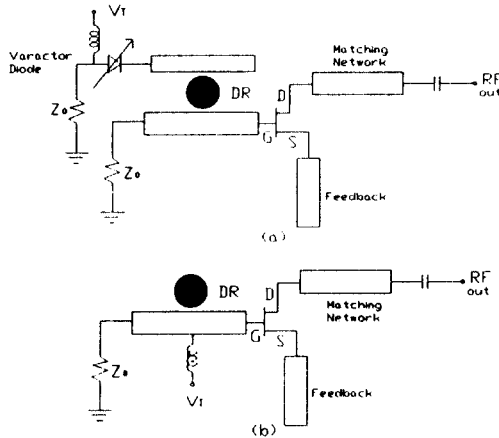 VT
Varactor
Diode
Zo
Zo
DR
G
D
S
Matching
Network
RF
out
Feedback
(a)
DR
G
D
S
Matching
Network
RF
out
Zo
VT
Feedback
(b)